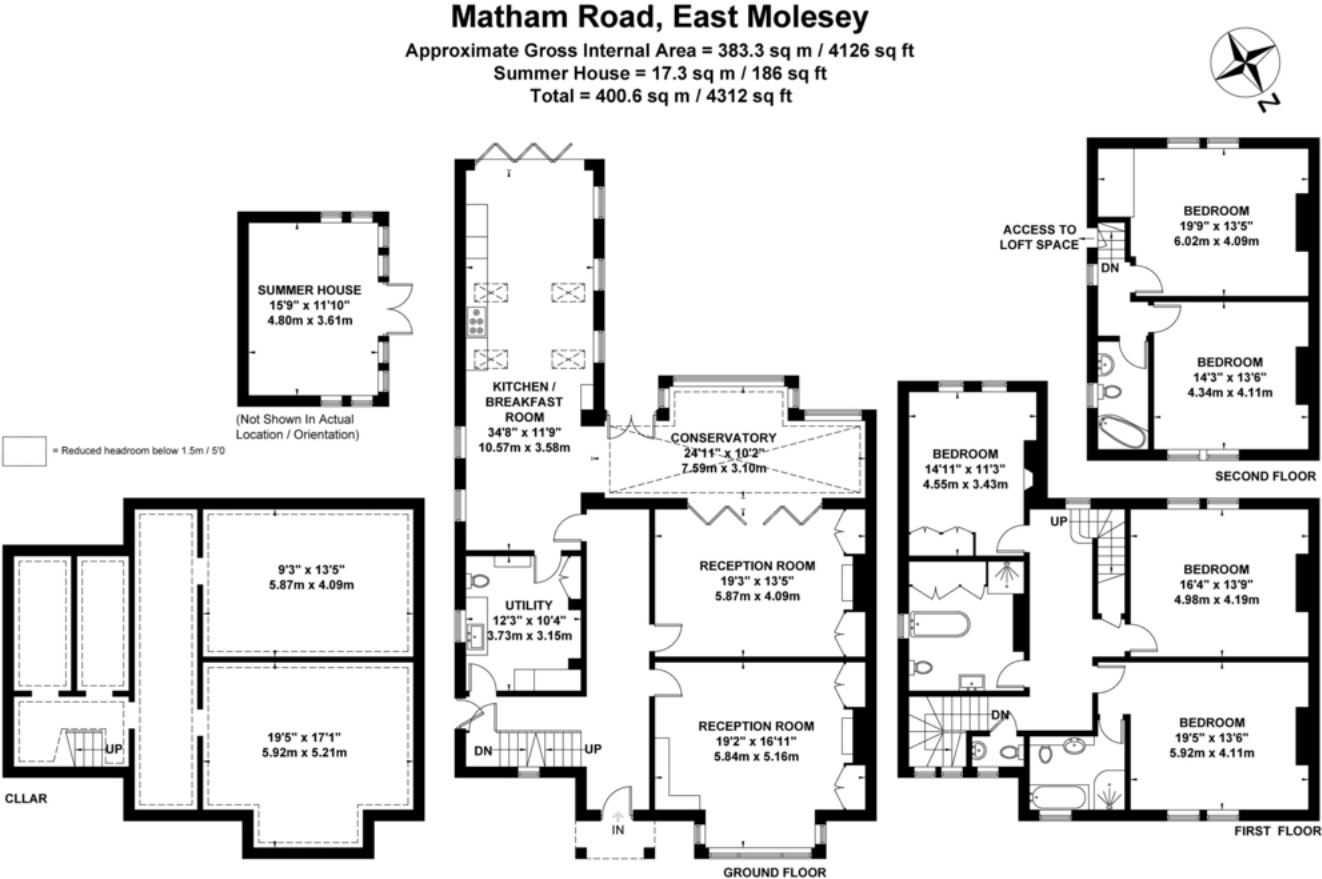 Matham Road, East Molesey
Approximate Gross Internal Area = 383.3 sq m / 4126 sq ft
Summer House = 17.3 sq m / 186 sq ft
Total = 400.6 sq m / 4312 sq ft
N
SUMMER HOUSE
15'9" x 11'10"
4.80m x 3.61m
(Not Shown In Actual
Location / Orientation)
= Reduced headroom below 1.5m / 5'0
9'3" x 13'5"
5.87m x 4.09m
19'5" x 17'1"
5.92m x 5.21m
UP
CLLAR
KITCHEN /
BREAKFAST
ROOM
34'8" x 11'9"
10.57m x 3.58m
CONSERVATORY
24'11" x 10'2"
7.59m x 3.10m
RECEPTION ROOM
19'3" x 13'5"
5.87m x 4.09m
UTILITY
12'3" x 10'4"
3.73m x 3.15m
RECEPTION ROOM
19'2" x 16'11"
5.84m x 5.16m
DN
UP
IN
GROUND FLOOR
BEDROOM
14'11" x 11'3"
4.55m x 3.43m
UP
BEDROOM
16'4" x 13'9"
4.98m x 4.19m
DN
BEDROOM
19'5" x 13'6"
5.92m x 4.11m
FIRST FLOOR
ACCESS TO
LOFT SPACE
DN
BEDROOM
19'9" x 13'5"
6.02m x 4.09m
BEDROOM
14'3" x 13'6"
4.34m x 4.11m
SECOND FLOOR